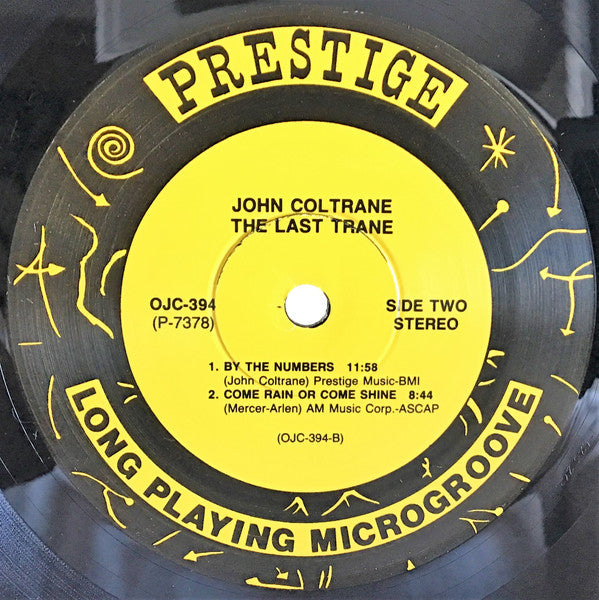 PRESTIGE
JOHN COLTRANE
THE LAST TRANE
OJC-394
(P-7378)
SIDE TWO
STEREO
1. BY THE NUMBERS 11:58
(John Coltrane) Prestige Music-BMI
2. COME RAIN OR COME SHINE 8:44
(Mercer-Arlen) AM Music Corp.-ASCAP
(OJC-394-B)
LONG PLAYING MICROGROOVE